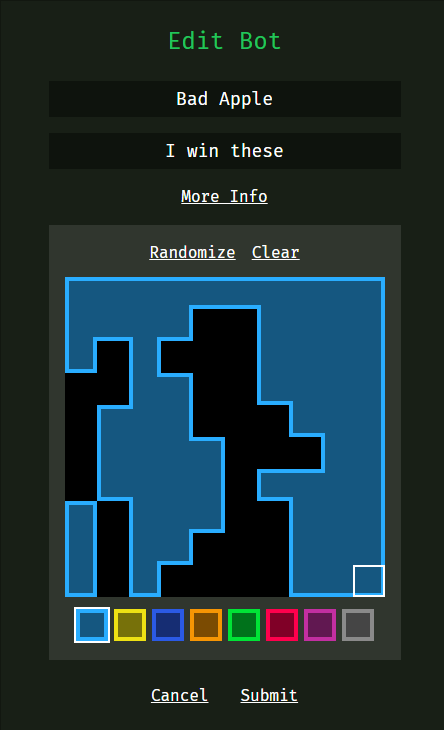 Edit Bot
Bad Apple
I win these
More Info
Randomize Clear
Cancel Submit